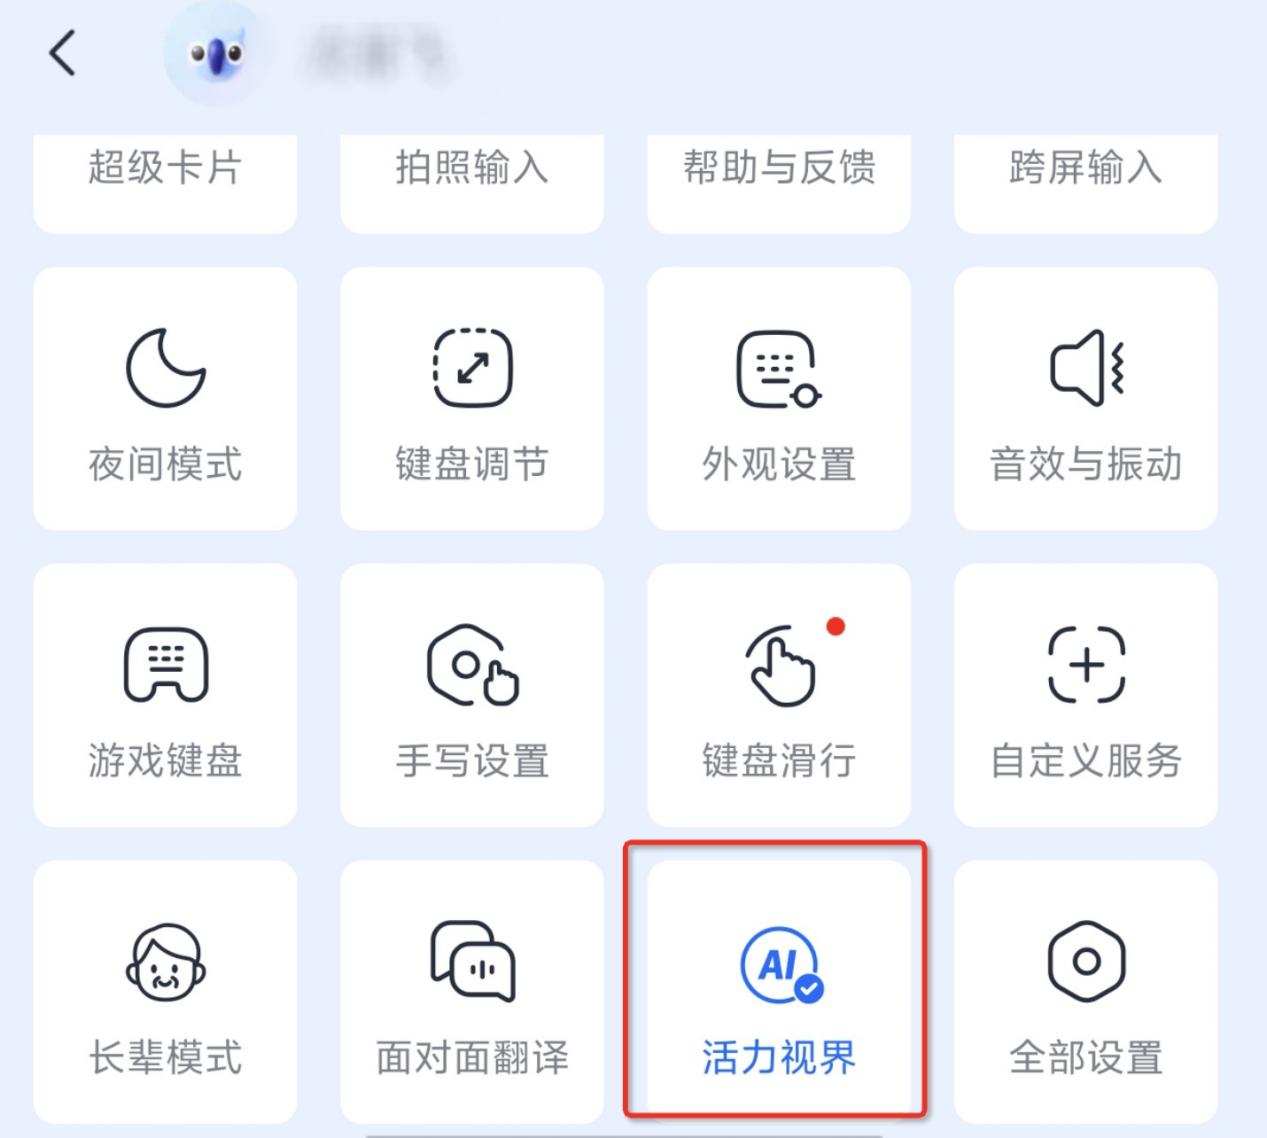 超级卡片 拍照输入 帮助与反馈 跨屏输入
夜间模式 键盘调节 外观设置 音效与振动
游戏键盘 手写设置 键盘滑行 自定义服务
AI
长辈模式 面对面翻译 活力视界 全部设置